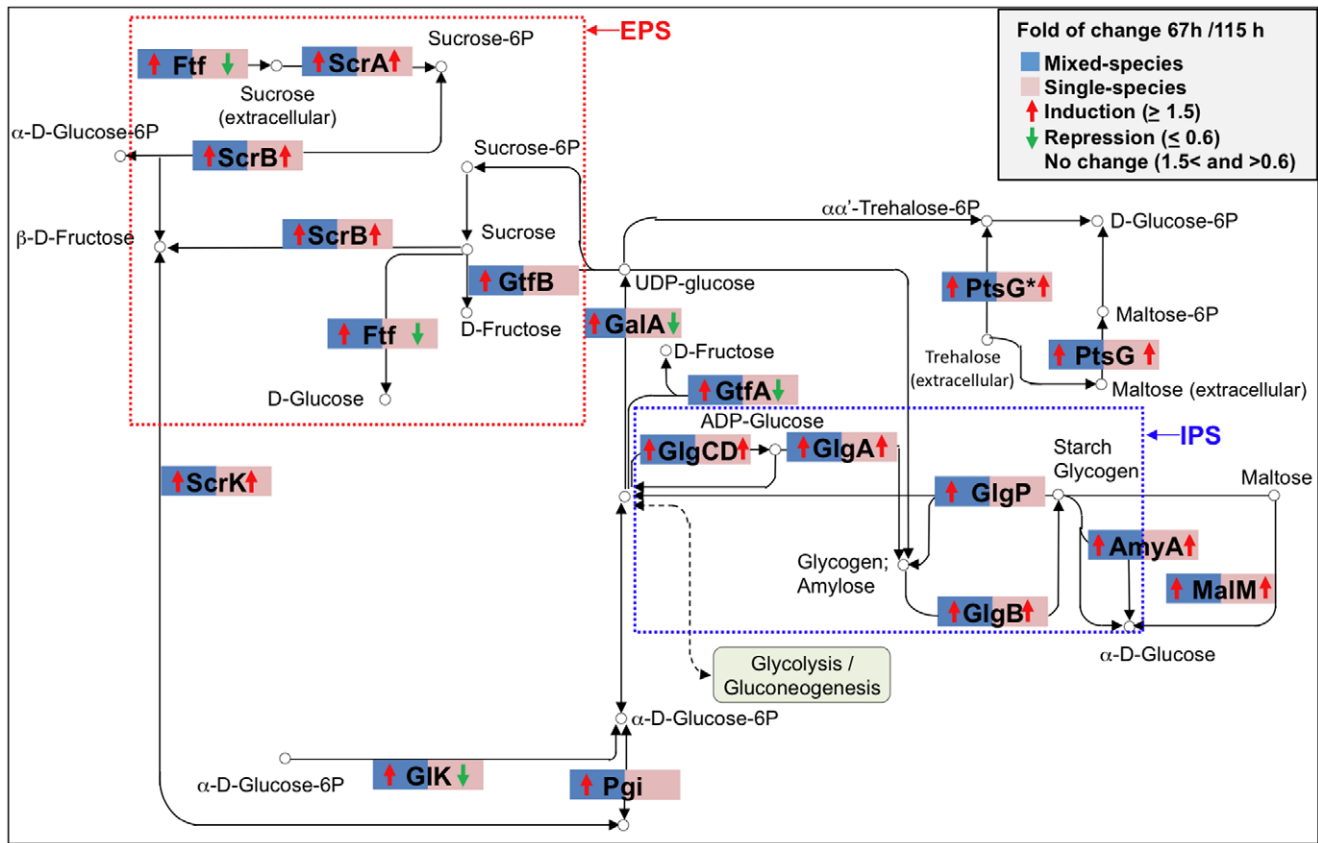 EPS
Fold of change 67h /115 h
Mixed-species
Single-species
Induction (≥ 1.5)
Repression (≤ 0.6)
No change (1.5< and >0.6)
Sucrose-6P
Ftf
ScrA
Sucrose
(extracellular)
α-D-Glucose-6P
ScrB
Sucrose-6P
β-D-Fructose
ScrB
Sucrose
GtfB
D-Fructose
Ftf
D-Glucose
UDP-glucose
GalA
αα'-Trehalose-6P
D-Glucose-6P
PtsG*
Maltose-6P
PtsG
Trehalose
(extracellular)
Maltose (extracellular)
D-Fructose
GtfA
IPS
ADP-Glucose
GlgCD
GlgA
Starch
Glycogen
Maltose
ScrK
GlgP
AmyA
Glycogen;
Amylose
MalM
GlgB
α-D-Glucose
Glycolysis /
Gluconeogenesis
α-D-Glucose-6P
α-D-Glucose-6P
GlK
Pgi